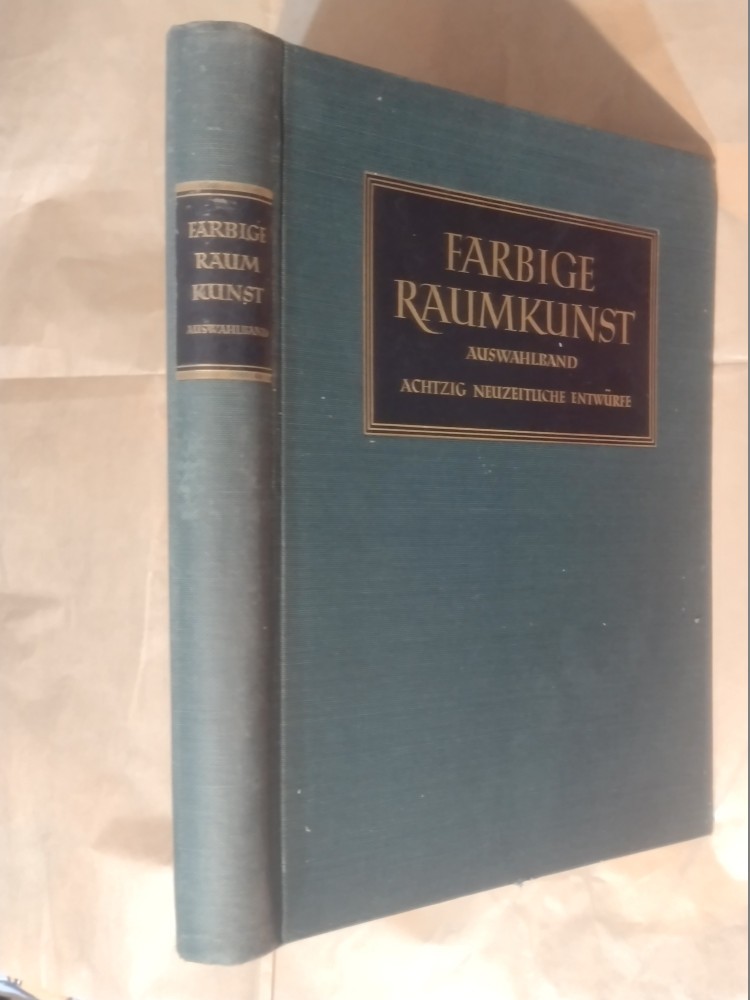 FARBIGE
RAUM
KUNST
AUSWAHLBAND
FARBIGE
RAUMKUNST
AUSWAHLBAND
ACHTZIG NEUZEITLICHE ENTWÜRFE